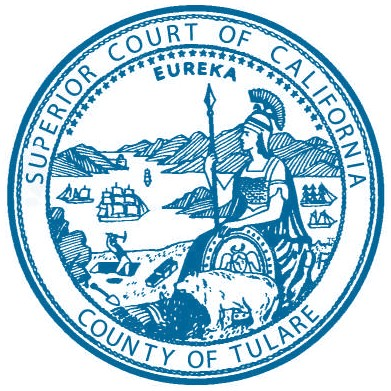 SUPERIOR COURT OF CALIFORNIA
EUREKA
COUNTY OF TULARE